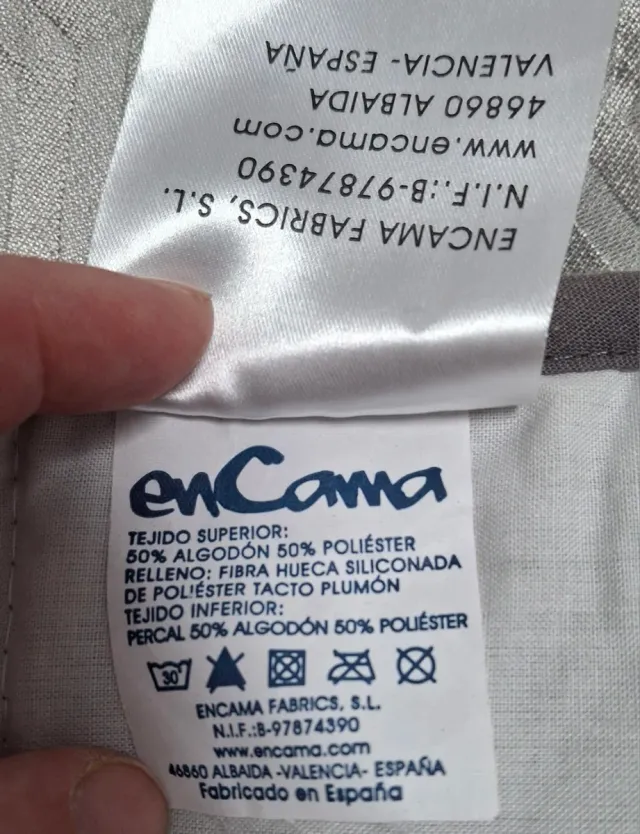 ENCAMA FABRICS, S.L.
N.I.F.:B-97874390
www.encama.com
46860 ALBAIDA
VALENCIA- ESPAÑA
enCama
TEJIDO SUPERIOR:
50% ALGODÓN 50% POLIÉSTER
RELLENO: FIBRA HUECA SILICONADA
DE POLIÉSTER TACTO PLUMÓN
TEJIDO INFERIOR:
PERCAL 50% ALGODÓN 50% POLIÉSTER
30°
ENCAMA FABRICS, S.L.
N.I.F.:B-97874390
www.encama.com
46860 ALBAIDA -VALENCIA- ESPAÑA
Fabricado en España